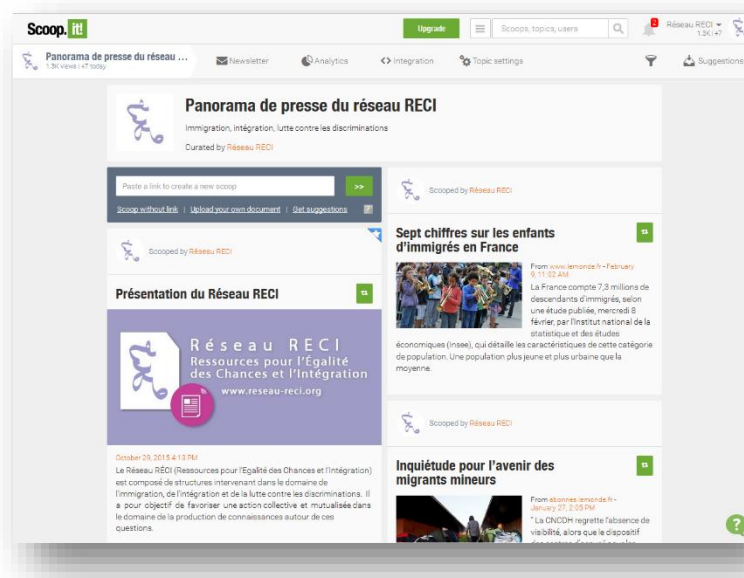 Scoop.it!
Upgrade
Scoops, topics, users
2
Réseau RECI
1.3K | +7
Panorama de presse du réseau ...
1.3K views | +7 today
Newsletter
Analytics
Integration
Topic settings
Suggestions
Panorama de presse du réseau RECI
Immigration, intégration, lutte contre les discriminations
Curated by Réseau RECI
Paste a link to create a new scoop
>>
Scoop without link | Upload your own document | Get suggestions
Scooped by Réseau RECI
Présentation du Réseau RECI
Réseau RECI
Ressources pour l'Égalité
des Chances et l'Intégration
www.reseau-reci.org
October 29, 2015 4:13 PM
Le Réseau RÉCI (Ressources pour l'Egalité des Chances et l'Intégration)
est composé de structures intervenant dans le domaine de
l'immigration, de l'intégration et de la lutte contre les discriminations. Il
a pour objectif de favoriser une action collective et mutualisée dans
le domaine de la production de connaissances autour de ces
questions.
Scooped by Réseau RECI
Sept chiffres sur les enfants
d'immigrés en France
From www.lemonde.fr - February
9, 11:02 AM
La France compte 7,3 millions de
descendants d'immigrés, selon
une étude publiée, mercredi 8
février, par l'Institut national de la
statistique et des études
économiques (Insee), qui détaille les caractéristiques de cette catégorie
de population. Une population plus jeune et plus urbaine que la
moyenne.
Scooped by Réseau RECI
Inquiétude pour l'avenir des
migrants mineurs
From abonnes.lemonde.fr -
January 27, 2:05 PM
" La CNCDH regrette l'absence de
visibilité, alors que le dispositif
?